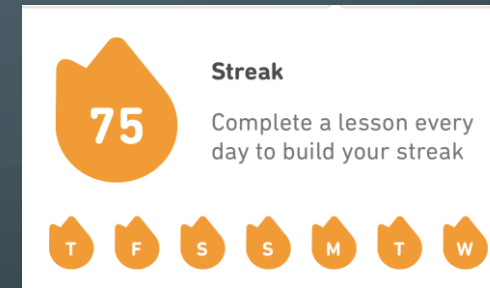 75
Streak
Complete a lesson every
day to build your streak
T F S S M T W